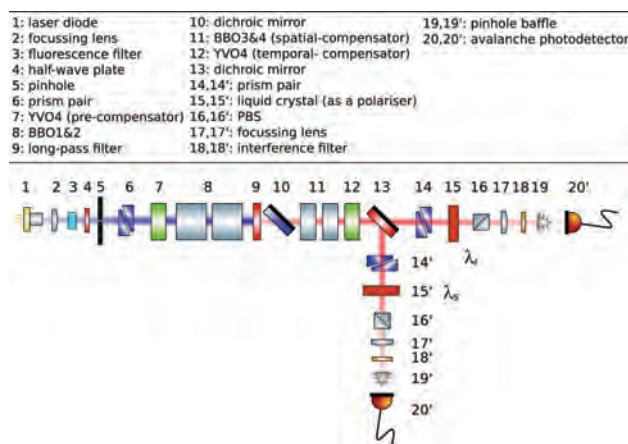 1: laser diode
2: focussing lens
3: fluorescence filter
4: half-wave plate
5: pinhole
6: prism pair
7: YVO4 (pre-compensator)
8: BBO1&2
9: long-pass filter
10: dichroic mirror
11: BBO3&4 (spatial-compensator)
12: YVO4 (temporal- compensator)
13: dichroic mirror
14,14': prism pair
15,15': liquid crystal (as a polariser)
16,16': PBS
17,17': focussing lens
18,18': interference filter
19,19': pinhole baffle
20,20': avalanche photodetector
1 2 3 4 5 6 7 8 9 10 11 12 13 14 15 16 17 18 19 20'
λi
14'
15' λs
16'
17'
18'
19'
20'